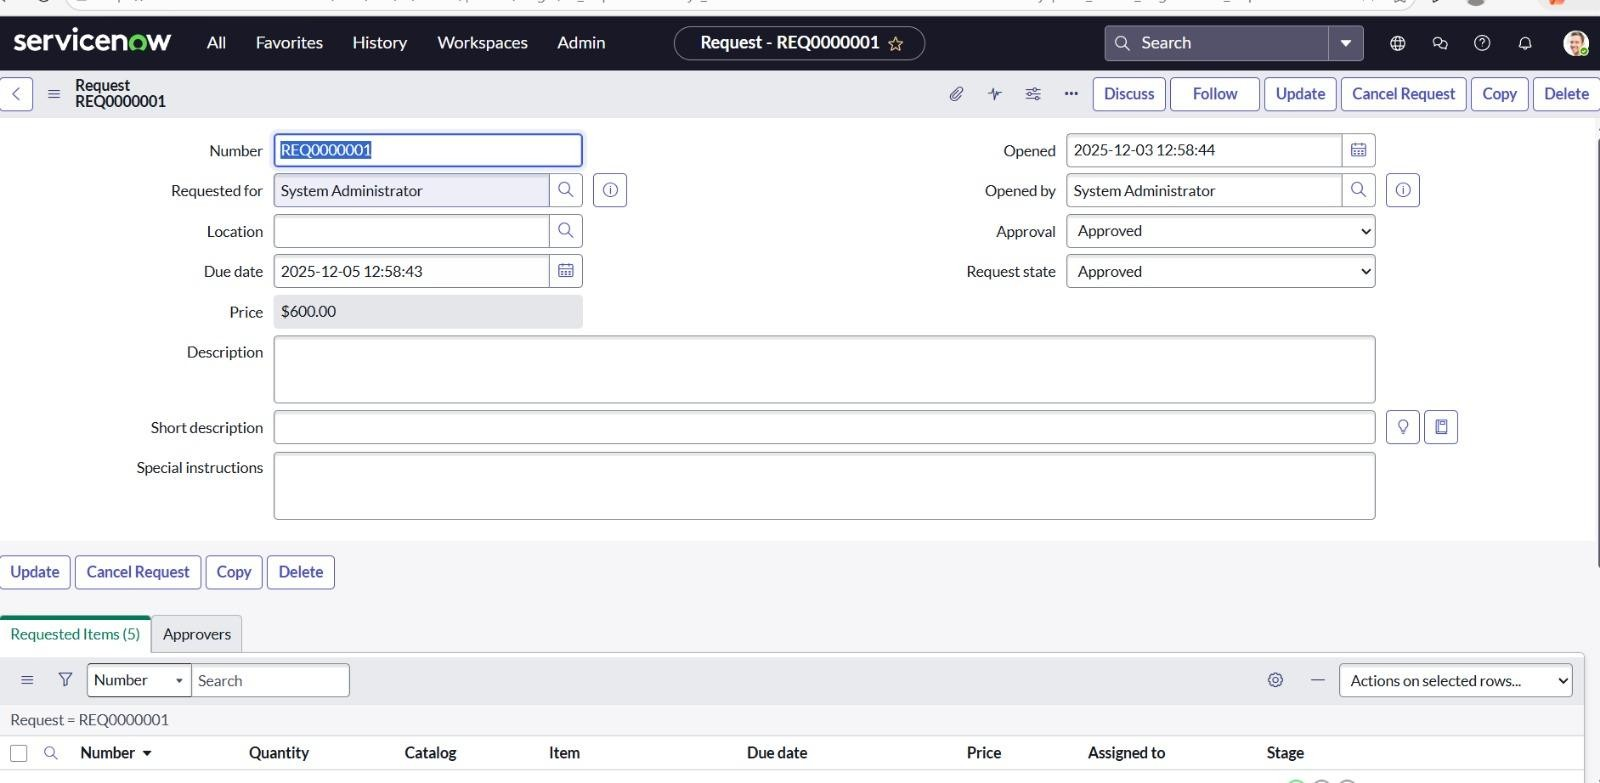 servicenow All Favorites History Workspaces Admin Request - REQ0000001 Search
Request
REQ0000001
Discuss Follow Update Cancel Request Copy Delete
Number REQ0000001 Opened 2025-12-03 12:58:44
Requested for System Administrator Opened by System Administrator
Location Approval Approved
Due date 2025-12-05 12:58:43 Request state Approved
Price $600.00
Description
Short description
Special instructions
Update Cancel Request Copy Delete
Requested Items (5) Approvers
Number Search Actions on selected rows...
Request = REQ0000001
Number Quantity Catalog Item Due date Price Assigned to Stage